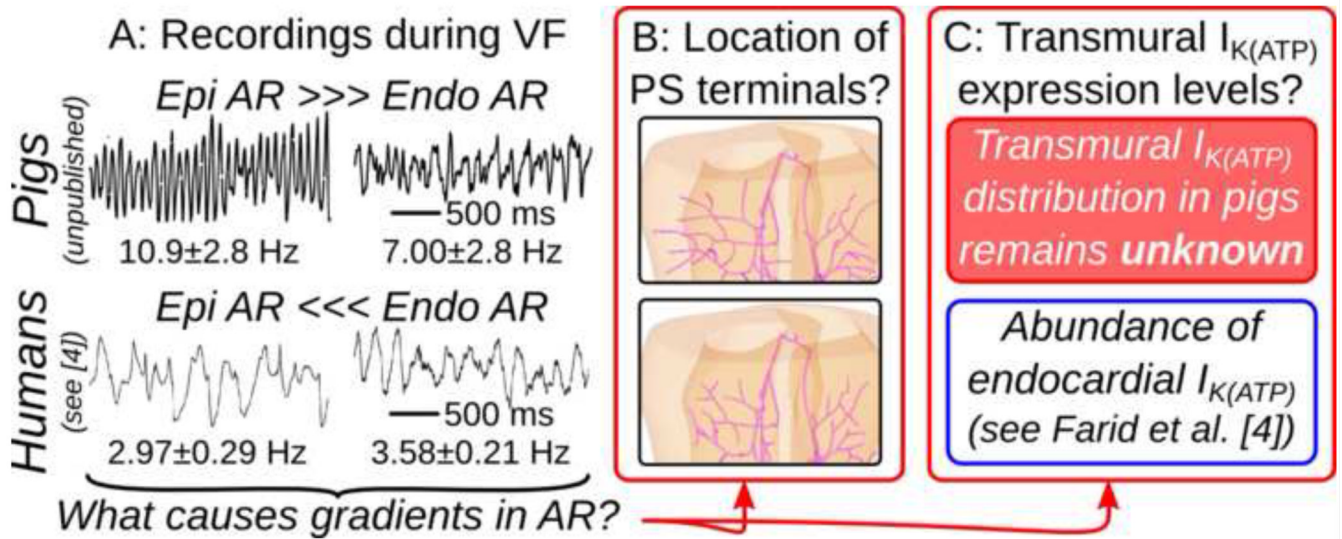 A: Recordings during VF
Pigs
(unpublished)
Epi AR >>> Endo AR
500 ms
10.9±2.8 Hz
7.00±2.8 Hz
Humans
(see [4])
Epi AR <<< Endo AR
500 ms
2.97±0.29 Hz
3.58±0.21 Hz
What causes gradients in AR?
B: Location of
PS terminals?
C: Transmural I_K(ATP)
expression levels?
Transmural I_K(ATP)
distribution in pigs
remains unknown
Abundance of
endocardial I_K(ATP)
(see Farid et al. [4])